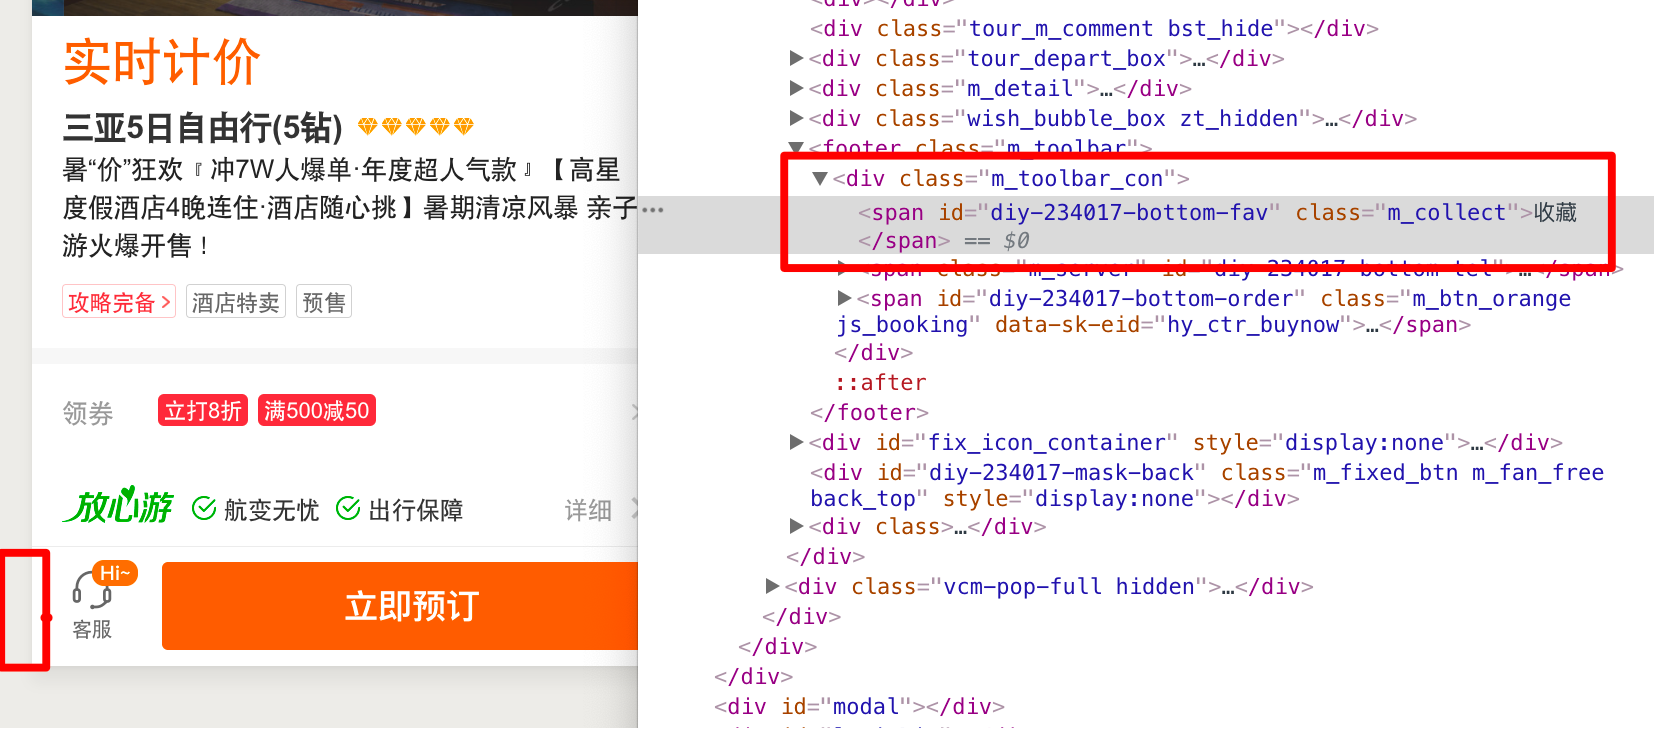 实时计价
三亚5日自由行(5钻)
暑“价”狂欢『冲7W人爆单·年度超人气款』【高星
度假酒店4晚连住·酒店随心挑】暑期清凉风暴 亲子
游火爆开售！
攻略完备 >
酒店特卖
预售
领券
立打8折
满500减50
放心游
航变无忧
出行保障
详细
Hi~
客服
立即预订
<div></div>
<div class="tour_m_comment bst_hide"></div>
▶<div class="tour_depart_box">…</div>
▶<div class="m_detail">…</div>
▶<div class="wish_bubble_box zt_hidden">…</div>
▼<footer class="m_toolbar">
▼<div class="m_toolbar_con">
<span id="diy-234017-bottom-fav" class="m_collect">收藏
</span> == $0
▶<span class="m_server" id="diy-234017-bottom-tel">…</span>
▶<span id="diy-234017-bottom-order" class="m_btn_orange
js_booking" data-sk-eid="hy_ctr_buynow">…</span>
</div>
::after
</footer>
▶<div id="fix_icon_container" style="display:none">…</div>
<div id="diy-234017-mask-back" class="m_fixed_btn m_fan_free
back_top" style="display:none"></div>
▶<div class>…</div>
</div>
▶<div class="vcm-pop-full hidden">…</div>
</div>
</div>
</div>
<div id="modal"></div>